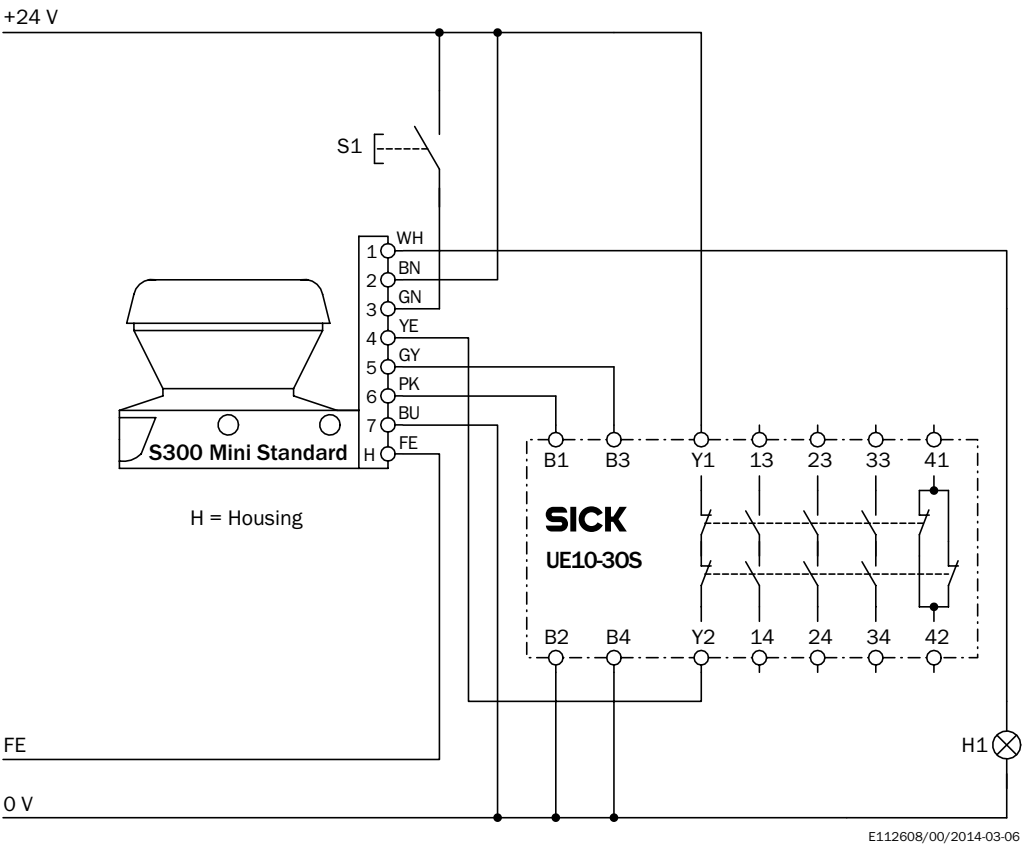 +24 V
S1
1 WH
2 BN
3 GN
4 YE
5 GY
6 PK
7 BU
H FE
S300 Mini Standard
H = Housing
B1 B3 Y1 13 23 33 41
SICK
UE10-30S
B2 B4 Y2 14 24 34 42
FE
H1
0 V
E112608/00/2014-03-06